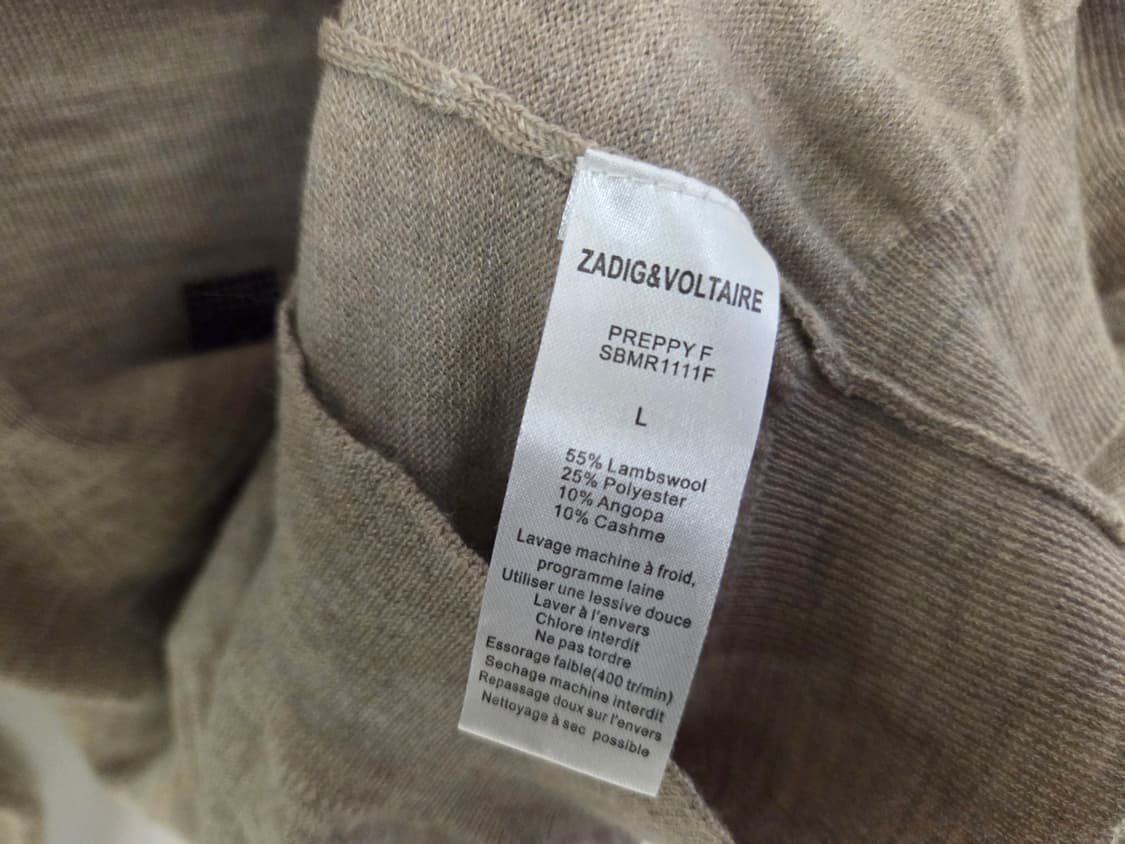 ZADIG&VOLTAIRE
PREPPY F
SBMR1111F
L
55% Lambswool
25% Polyester
10% Angopa
10% Cashme
Lavage machine à froid,
programme laine
Utiliser une lessive douce
Laver à l'envers
Chlore interdit
Ne pas tordre
Essorage faible(400 tr/min)
Sechage machine interdit
Repassage doux sur l'envers
Nettoyage à sec possible